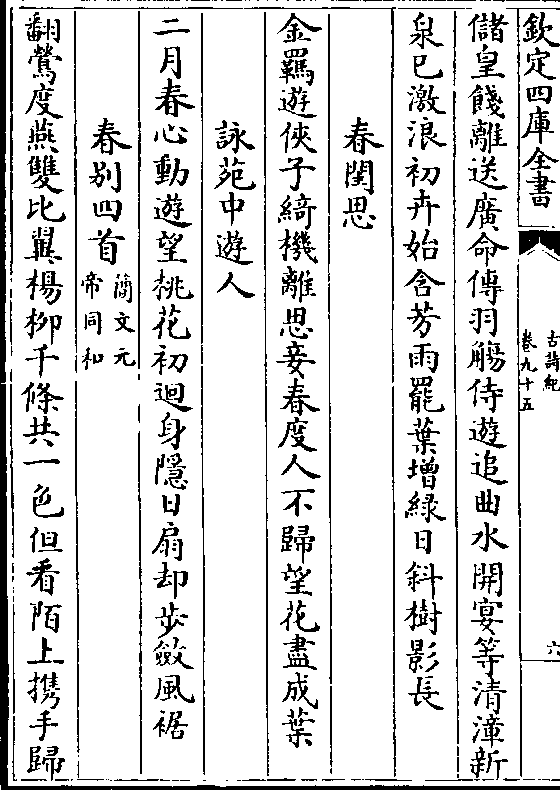 欽定四庫全書
古詩紀
卷九十五
六
儲皇餞離送廣命傳羽觴侍遊追曲水開宴等清漳新
泉已激浪初卉始含芳雨罷葉增緑日斜樹影長
春閨思
金羈遊俠子綺機離思妾春度人不歸望花盡成葉
詠苑中遊人
二月春心動遊望桃花初迴身隱日扇却步斂風裾
春别四首簡文元帝同和
翻鶯度燕雙比翼楊栁千條共一色但看陌上携手歸